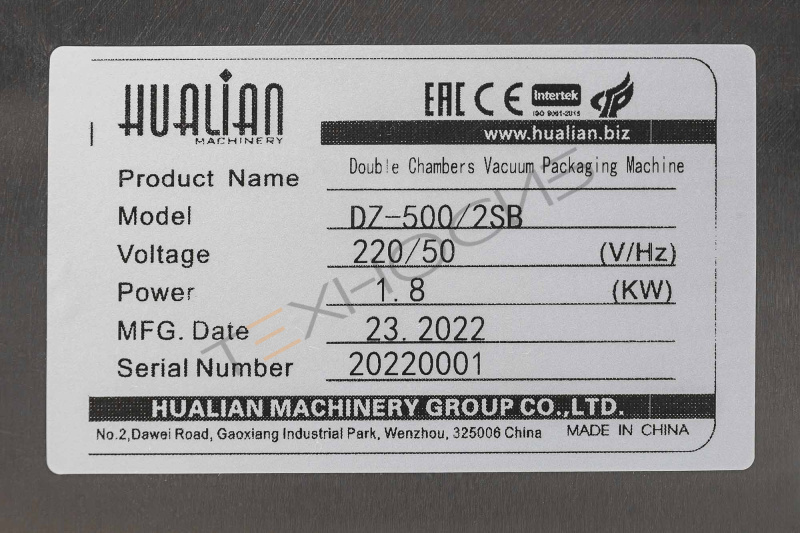 HUALiAN
MACHINERY
EAC CE Intertek
ISO 9001-2015
www.hualian.biz
Product Name Double Chambers Vacuum Packaging Machine
Model DZ-500/2SB
Voltage 220/50 (V/Hz)
Power 1.8 (KW)
MFG. Date 23.2022
Serial Number 20220001
HUALIAN MACHINERY GROUP CO.,LTD.
No.2,Dawei Road, Gaoxiang Industrial Park, Wenzhou, 325006 China MADE IN CHINA
ТЕХНОСИБ